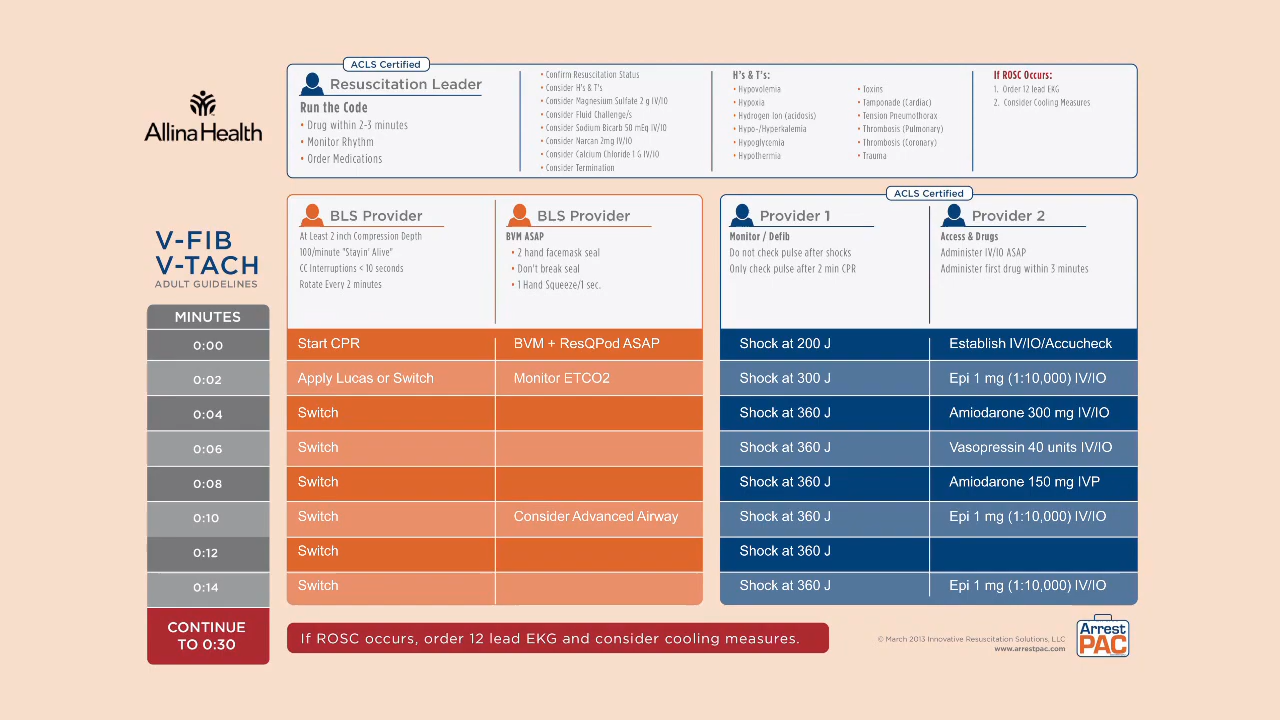 Allina Health
ACLS Certified
Resuscitation Leader
Run the Code
• Drug within 2-3 minutes
• Monitor Rhythm
• Order Medications
• Confirm Resuscitation Status
• Consider H's & T's
• Consider Magnesium Sulfate 2 g IV/IO
• Consider Fluid Challenge/s
• Consider Sodium Bicarb 50 mEq IV/IO
• Consider Narcan 2mg IV/IO
• Consider Calcium Chloride 1 G IV/IO
• Consider Termination
H's & T's:
• Hypovolemia
• Hypoxia
• Hydrogen Ion (acidosis)
• Hypo-/Hyperkalemia
• Hypoglycemia
• Hypothermia
• Toxins
• Tamponade (Cardiac)
• Tension Pneumothorax
• Thrombosis (Pulmonary)
• Thrombosis (Coronary)
• Trauma
If ROSC Occurs:
1. Order 12 lead EKG
2. Consider Cooling Measures
V-FIB
V-TACH
ADULT GUIDELINES
BLS Provider
At Least 2 inch Compression Depth
100/minute "Stayin' Alive"
CC Interruptions < 10 seconds
Rotate Every 2 minutes
BLS Provider
BVM ASAP
• 2 hand facemask seal
• Don't break seal
• 1 Hand Squeeze/1 sec.
ACLS Certified
Provider 1
Monitor / Defib
Do not check pulse after shocks
Only check pulse after 2 min CPR
Provider 2
Access & Drugs
Administer IV/IO ASAP
Administer first drug within 3 minutes
MINUTES
0:00 Start CPR BVM + ResQPod ASAP Shock at 200 J Establish IV/IO/Accucheck
0:02 Apply Lucas or Switch Monitor ETCO2 Shock at 300 J Epi 1 mg (1:10,000) IV/IO
0:04 Switch Shock at 360 J Amiodarone 300 mg IV/IO
0:06 Switch Shock at 360 J Vasopressin 40 units IV/IO
0:08 Switch Shock at 360 J Amiodarone 150 mg IVP
0:10 Switch Consider Advanced Airway Shock at 360 J Epi 1 mg (1:10,000) IV/IO
0:12 Switch Shock at 360 J
0:14 Switch Shock at 360 J Epi 1 mg (1:10,000) IV/IO
CONTINUE
TO 0:30
If ROSC occurs, order 12 lead EKG and consider cooling measures.
© March 2013 Innovative Resuscitation Solutions, LLC
www.arrestpac.com
Arrest
PAC